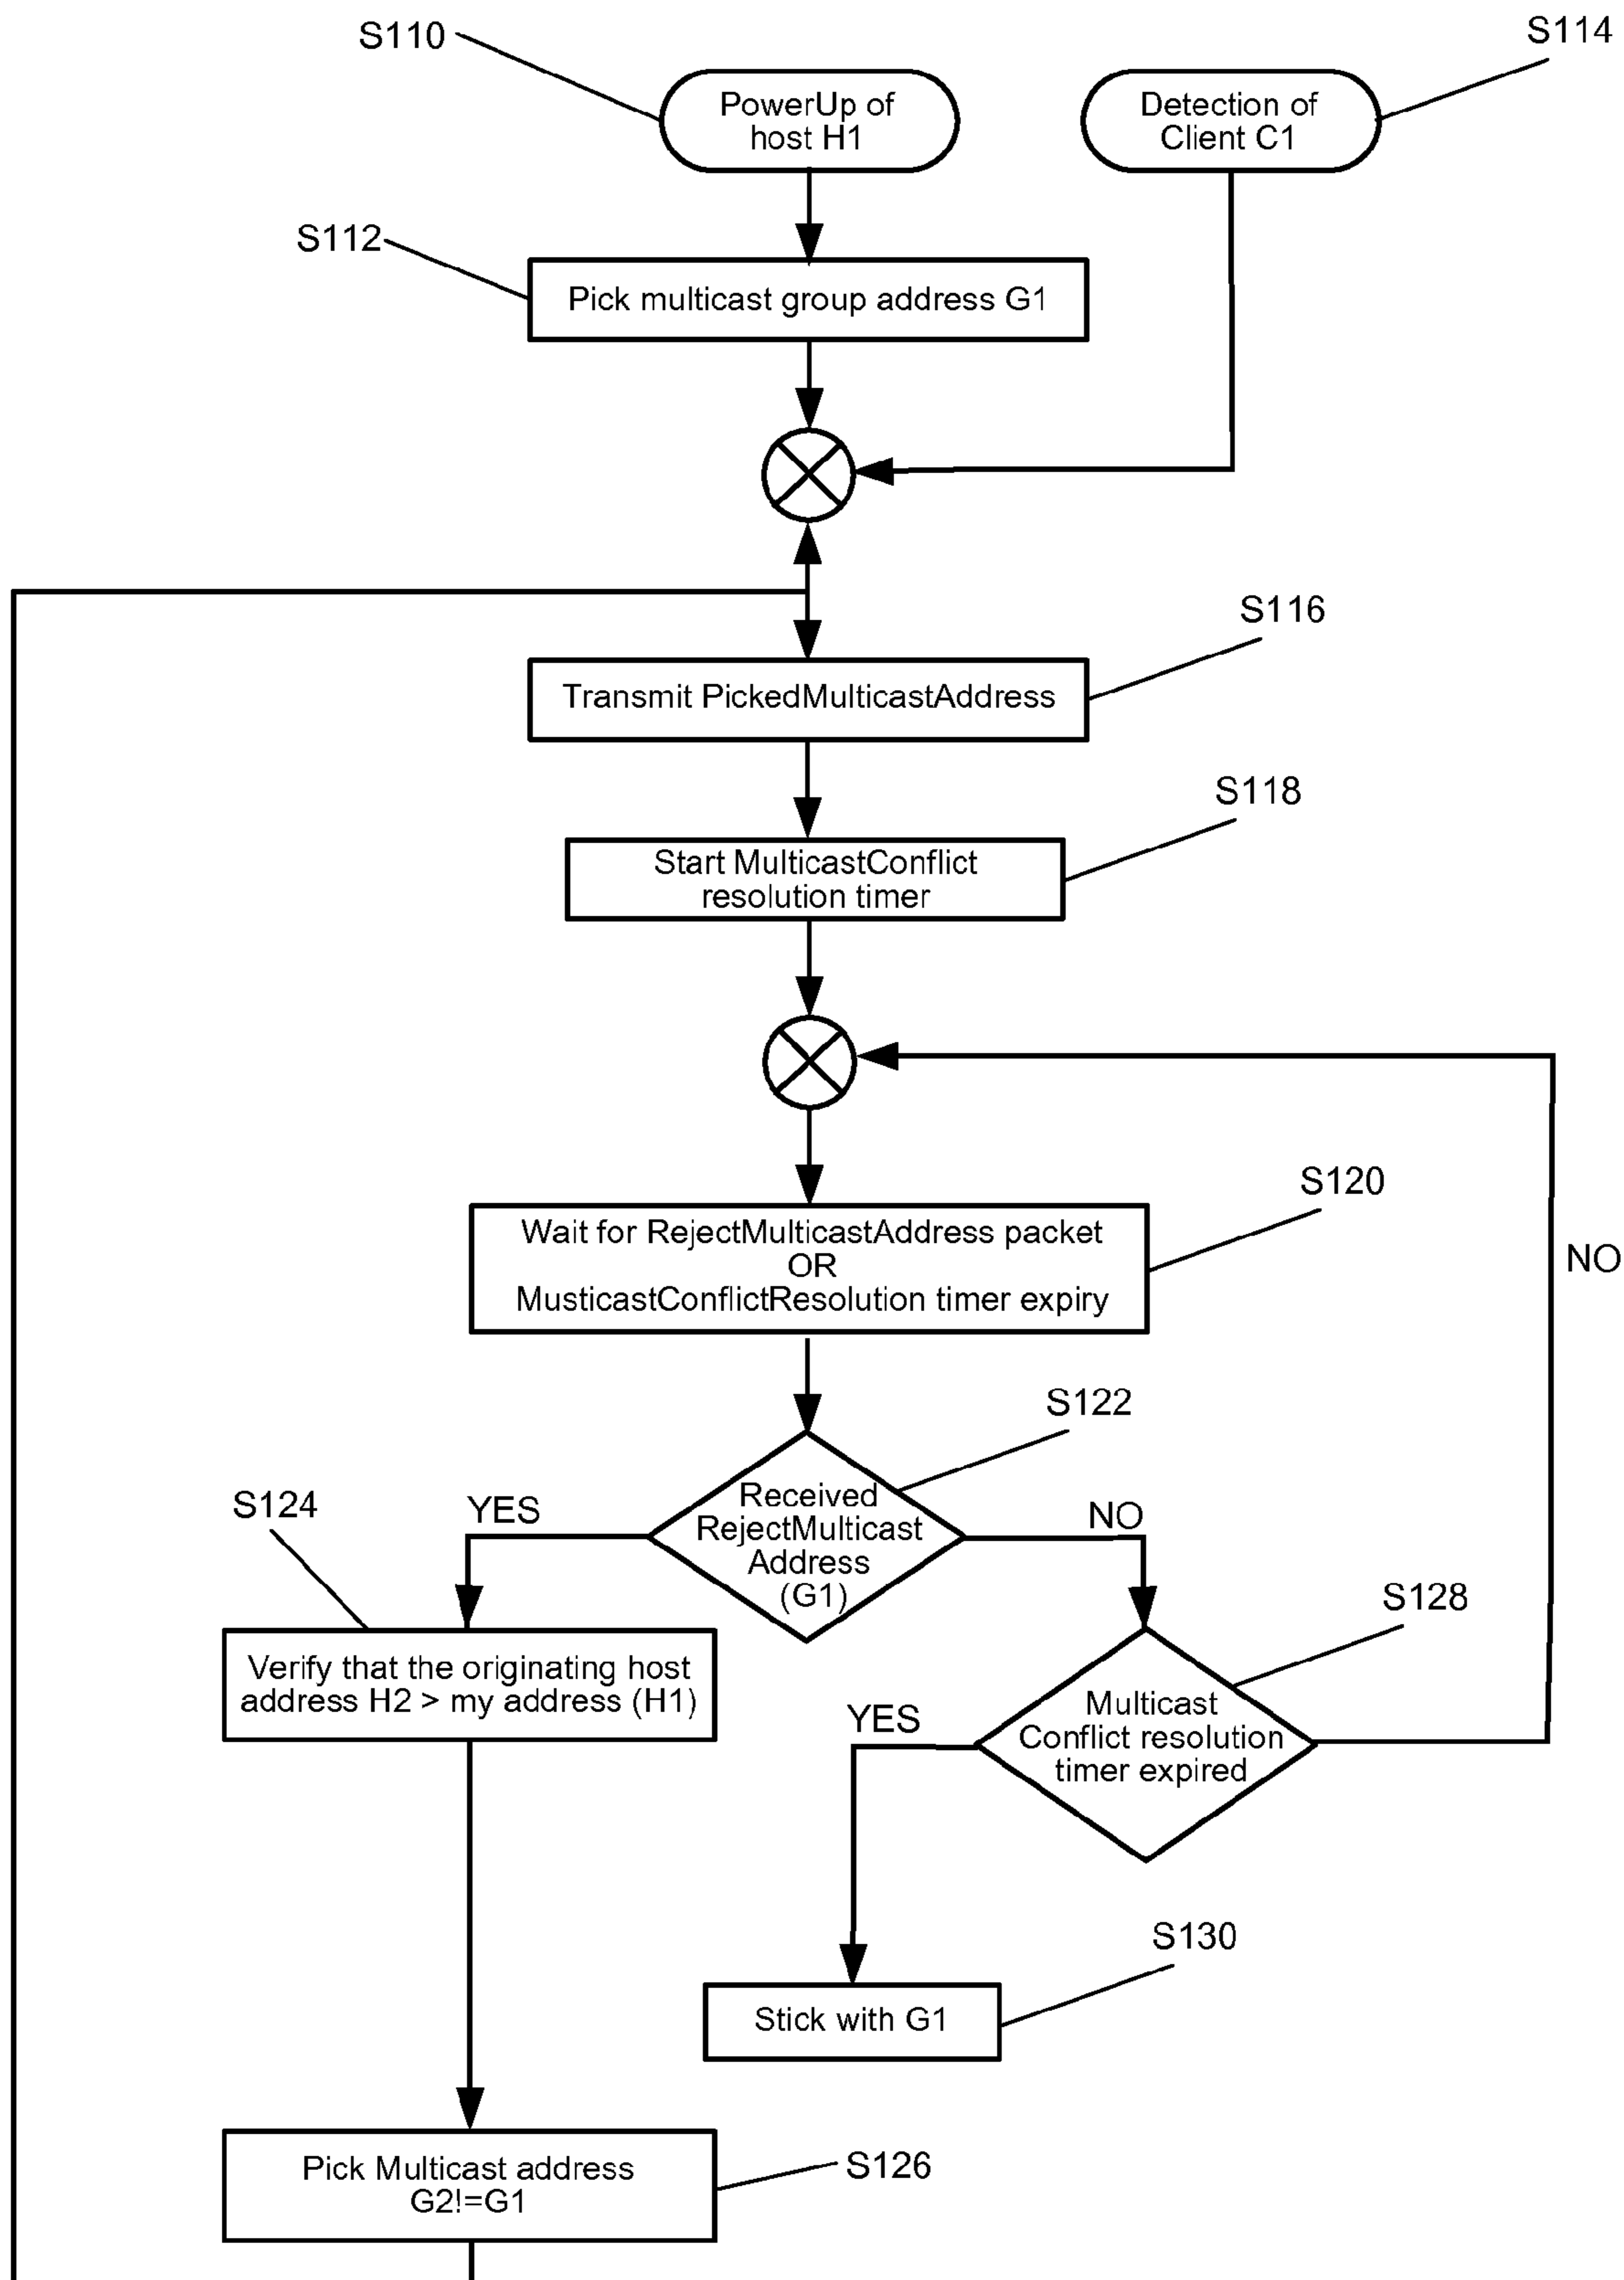 S110
S114
PowerUp of
host H1
Detection of
Client C1
S112
Pick multicast group address G1
S116
Transmit PickedMulticastAddress
S118
Start MulticastConflict
resolution timer
S120
Wait for RejectMulticastAddress packet
OR
MusticastConflictResolution timer expiry
NO
S122
Received
RejectMulticast
Address
(G1)
YES
NO
S124
S128
Verify that the originating host
address H2 > my address (H1)
Multicast
Conflict resolution
timer expired
YES
S130
Stick with G1
Pick Multicast address
G2!=G1
S126